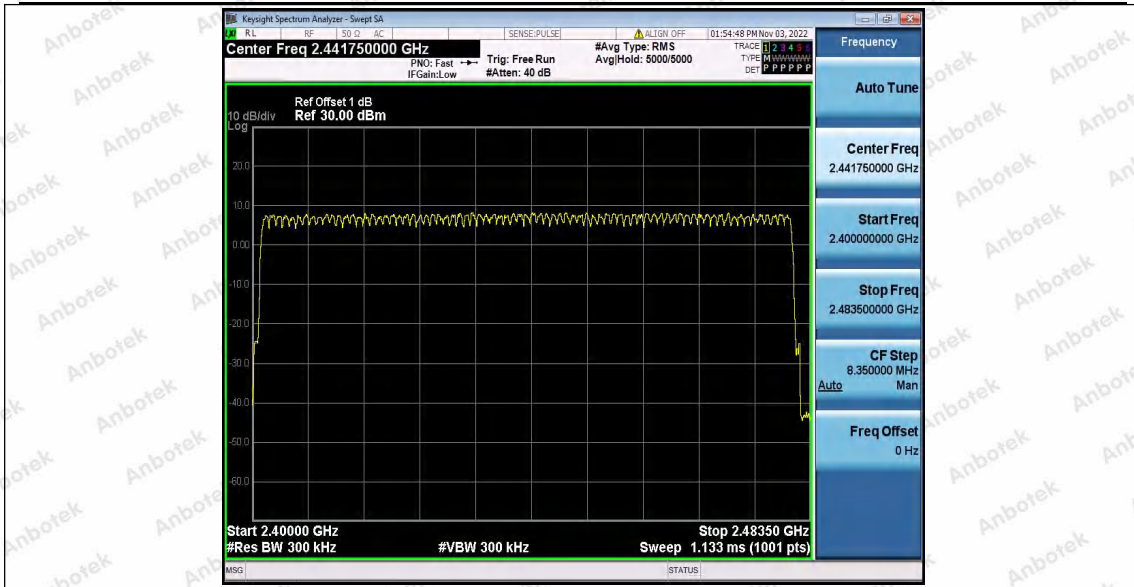 Keysight Spectrum Analyzer - Swept SA
RL RF 50 Ω AC SENSE:PULSE ALIGN OFF 01:54:48 PM Nov 03, 2022
Center Freq 2.441750000 GHz
PNO: Fast
IFGain:Low
Trig: Free Run
#Atten: 40 dB
#Avg Type: RMS
Avg|Hold: 5000/5000
TRACE 1 2 3 4 5 6
TYPE M WWWWW
DET P P P P P P
Ref Offset 1 dB
10 dB/div Ref 30.00 dBm
Log
20.0
10.0
0.00
-10.0
-20.0
-30.0
-40.0
-50.0
-60.0
Start 2.40000 GHz Stop 2.48350 GHz
#Res BW 300 kHz #VBW 300 kHz Sweep 1.133 ms (1001 pts)
MSG STATUS
Frequency
Auto Tune
Center Freq
2.441750000 GHz
Start Freq
2.400000000 GHz
Stop Freq
2.483500000 GHz
CF Step
8.350000 MHz
Auto Man
Freq Offset
0 Hz
Anbotek